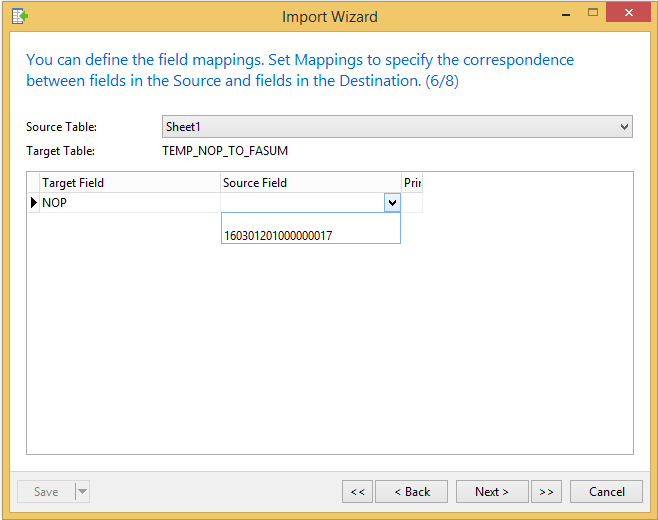 Import Wizard
You can define the field mappings. Set Mappings to specify the correspondence
between fields in the Source and fields in the Destination. (6/8)
Source Table: Sheet1
Target Table: TEMP_NOP_TO_FASUM
Target Field Source Field Pri
NOP
160301201000000017
Save << < Back Next > >> Cancel